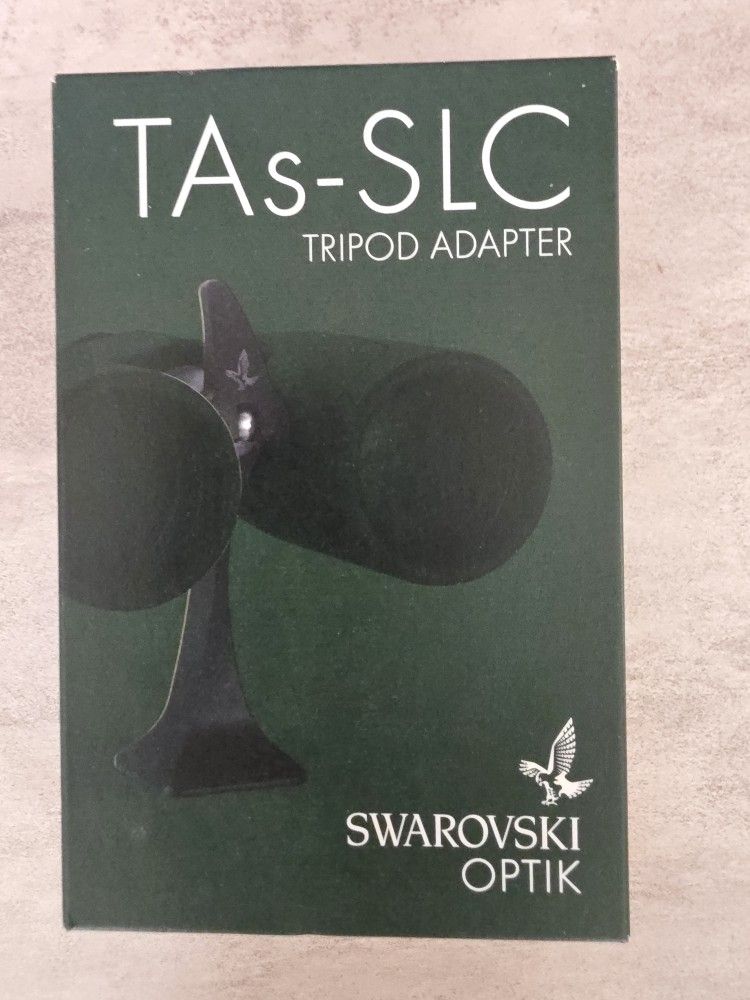 TAs-SLC
TRIPOD ADAPTER
SWAROVSKI
OPTIK